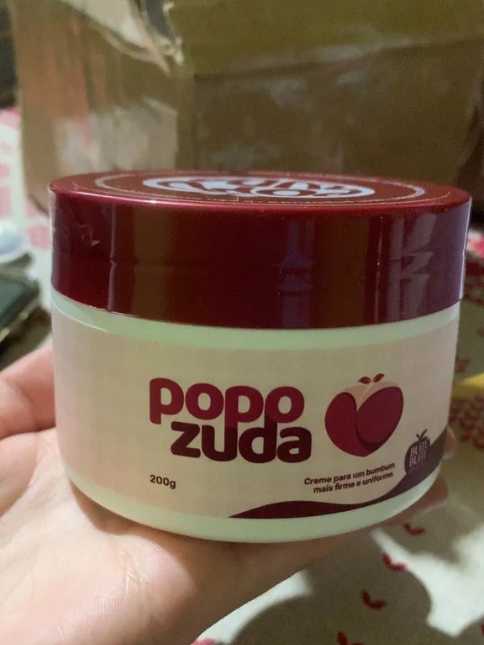 popo
zuda
200g
Creme para um bumbum
mais firme e uniforme.